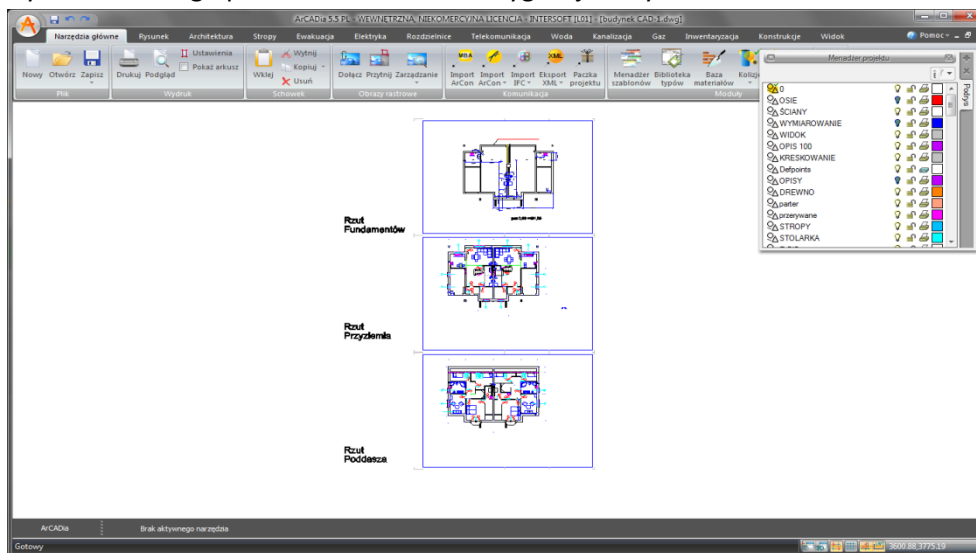 ArCADia 5.5 PL - WEWNĘTRZNA, NIEKOMERCYJNA LICENCJA - INTERSOFT [L01] - [budynek CAD-1.dwg]
Narzędzia główne Rysunek Architektura Stropy Ewakuacja Elektryka Rozdzielnice Telekomunikacja Woda Kanalizacja Gaz Inwentaryzacja Konstrukcje Widok Pomoc
Nowy Otwórz Zapisz Drukuj Podgląd Ustawienia Pokaż arkusz Wklej Wytnij Kopiuj Usuń Dołącz Przytnij Zarządzanie
Import ArCon Import ArCon Import IFC Eksport XML Paczka projektu Menadżer szablonów Biblioteka typów Baza materiałów Kolizje
Plik Wydruk Schowek Obrazy rastrowe Komunikacja Moduły
Menadżer projektu
Podrys
0
OSIE
ŚCIANY
WYMIAROWANIE
WIDOK
OPIS 100
KRESKOWANIE
Defpoints
OPISY
DREWNO
parter
przerywane
STROPY
STOLARKA
Rzut
Fundamentów
Rzut
Przyziemia
Rzut
Poddasza
ArCADia Brak aktywnego narzędzia
Gotowy 3600.88,3775.19